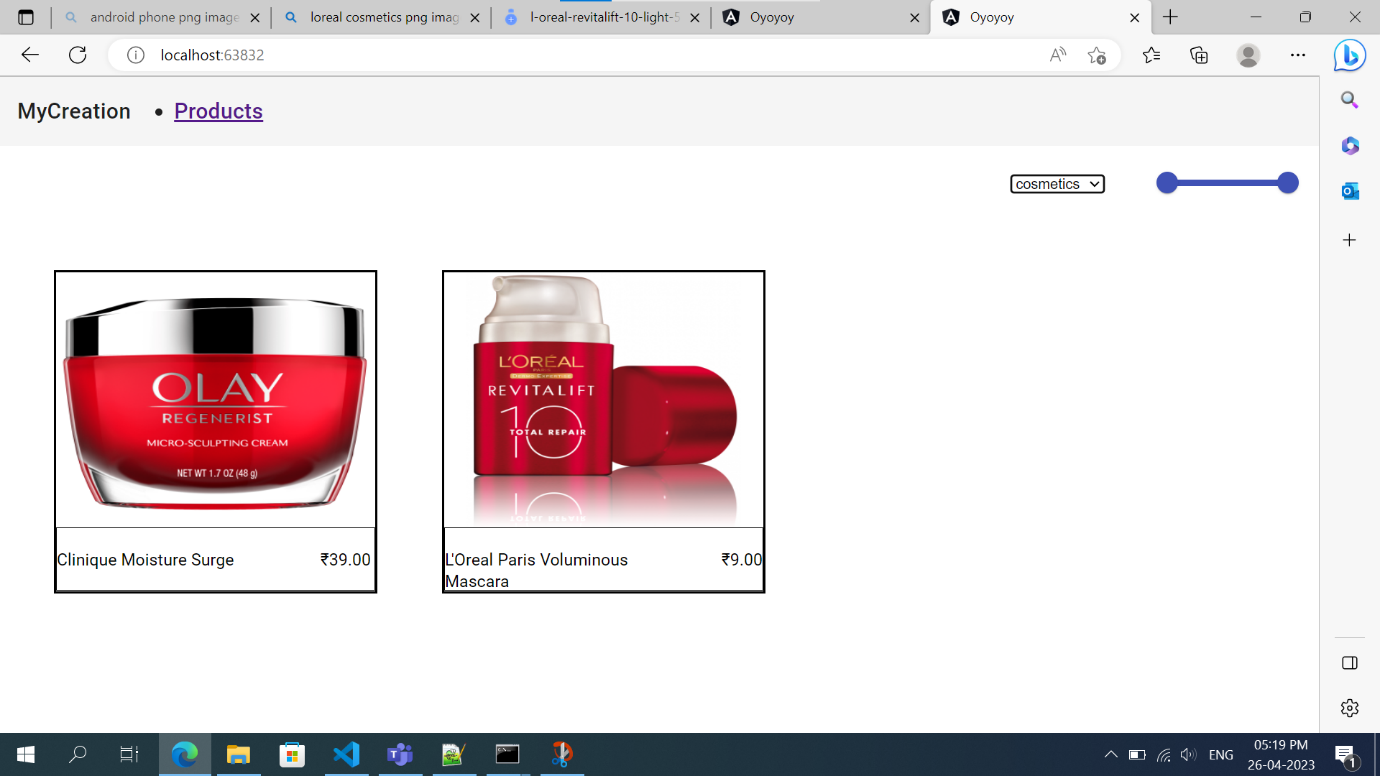 android phone png image
loreal cosmetics png imag
l-oreal-revitalift-10-light-5
Oyoyoy
Oyoyoy
localhost:63832
MyCreation
• Products
cosmetics
OLAY
REGENERIST
MICRO-SCULPTING CREAM
NET WT 1.7 OZ (48 g)
Clinique Moisture Surge
₹39.00
L'ORÉAL
PARIS
REVITALIFT
10
TOTAL REPAIR
L'Oreal Paris Voluminous
Mascara
₹9.00
ENG
05:19 PM
26-04-2023
1